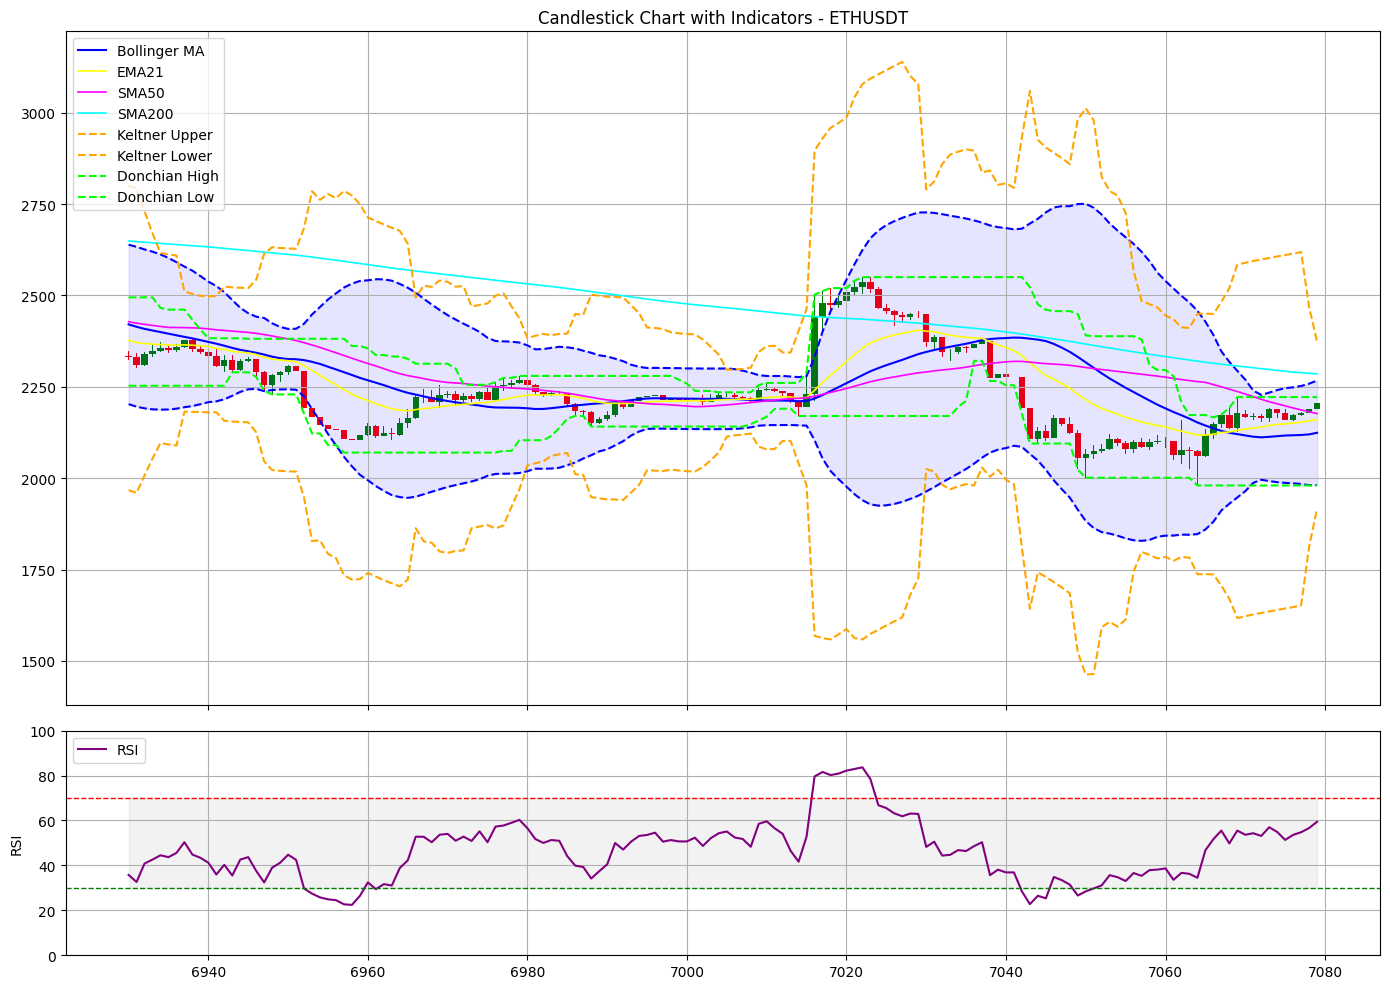 Candlestick Chart with Indicators - ETHUSDT
Bollinger MA
EMA21
SMA50
SMA200
Keltner Upper
Keltner Lower
Donchian High
Donchian Low
3000
2750
2500
2250
2000
1750
1500
100
80
60
40
20
0
RSI
RSI
6940
6960
6980
7000
7020
7040
7060
7080